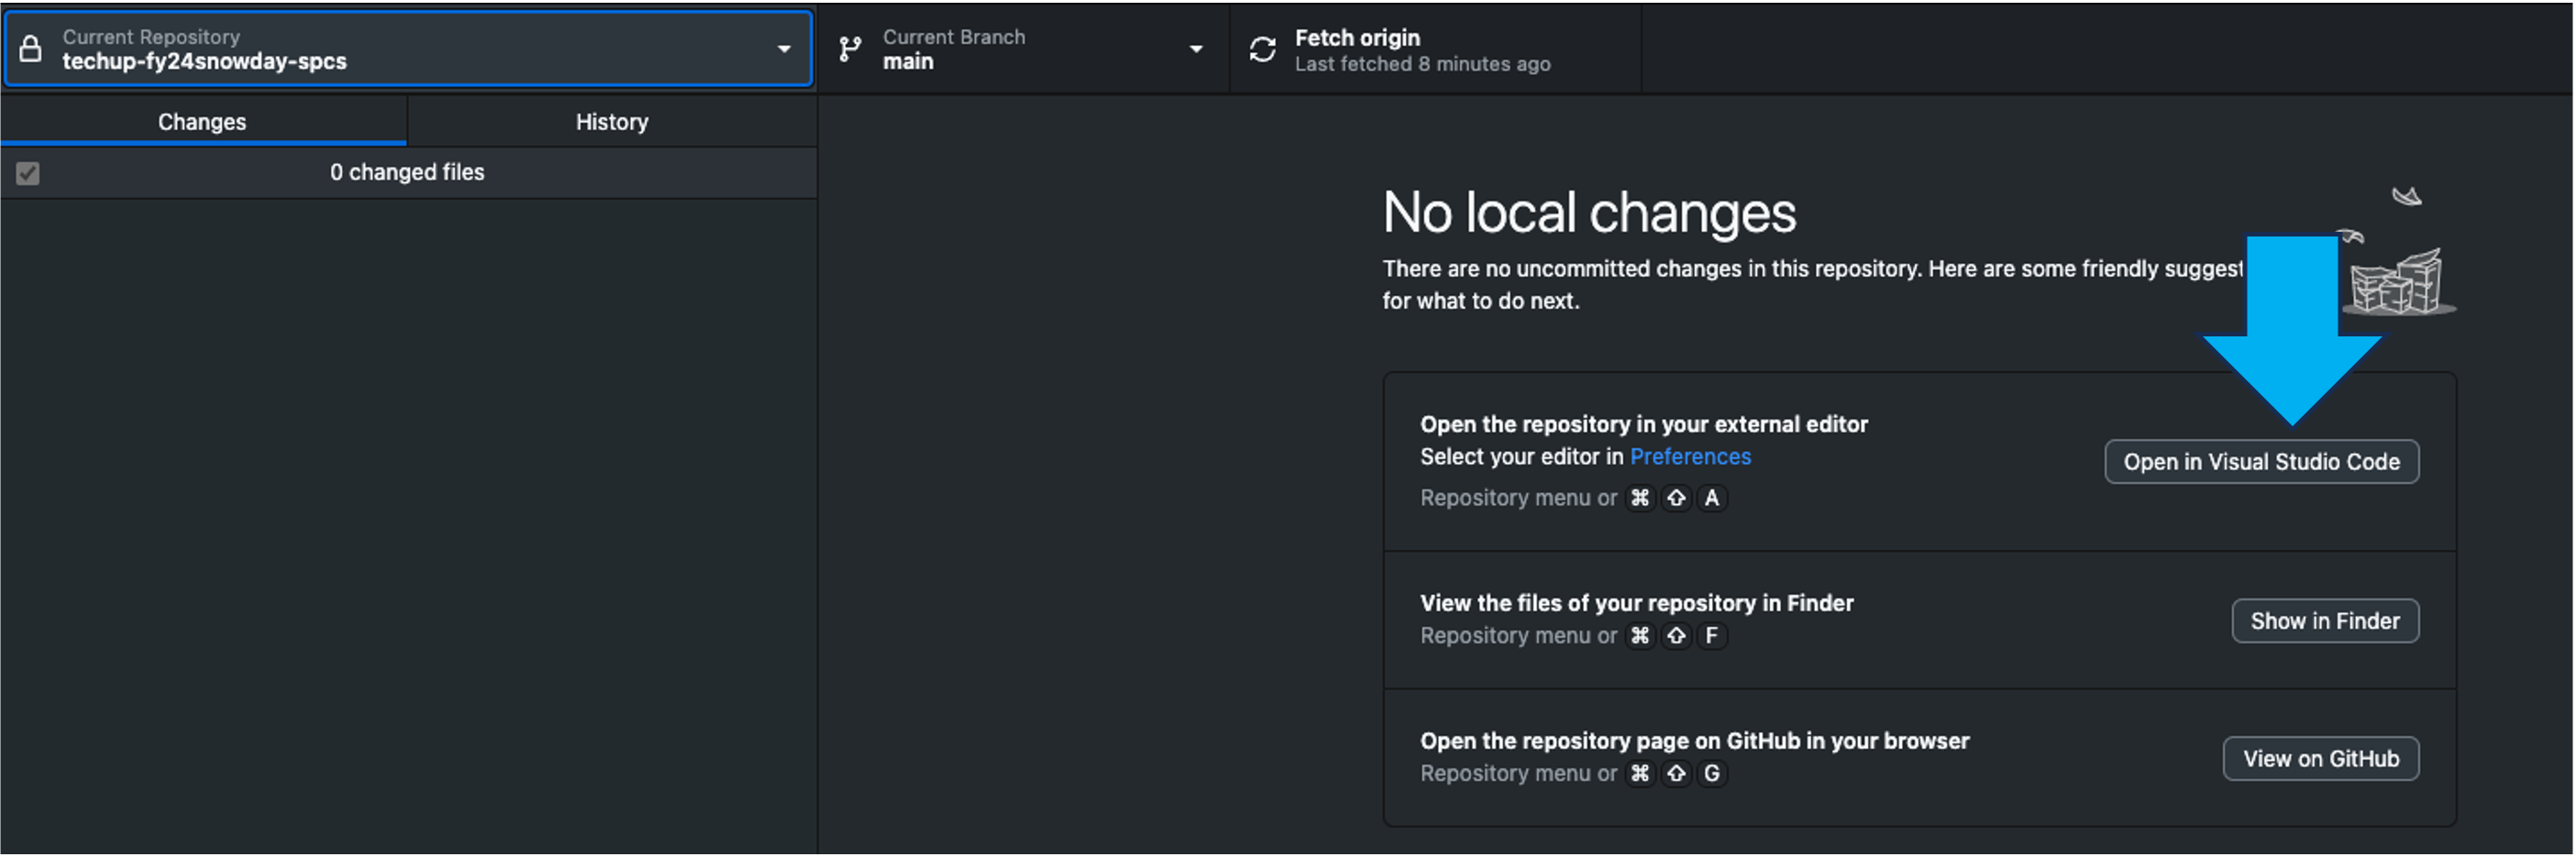 Current Repository
techup-fy24snowday-spcs
Current Branch
main
Fetch origin
Last fetched 8 minutes ago
Changes
History
0 changed files
No local changes
There are no uncommitted changes in this repository. Here are some friendly
for what to do next.
Open the repository in your external editor
Select your editor in Preferences
Repository menu or ⌘ ⇧ A
Open in Visual Studio Code
View the files of your repository in Finder
Repository menu or ⌘ ⇧ F
Show in Finder
Open the repository page on GitHub in your browser
Repository menu or ⌘ ⇧ G
View on GitHub